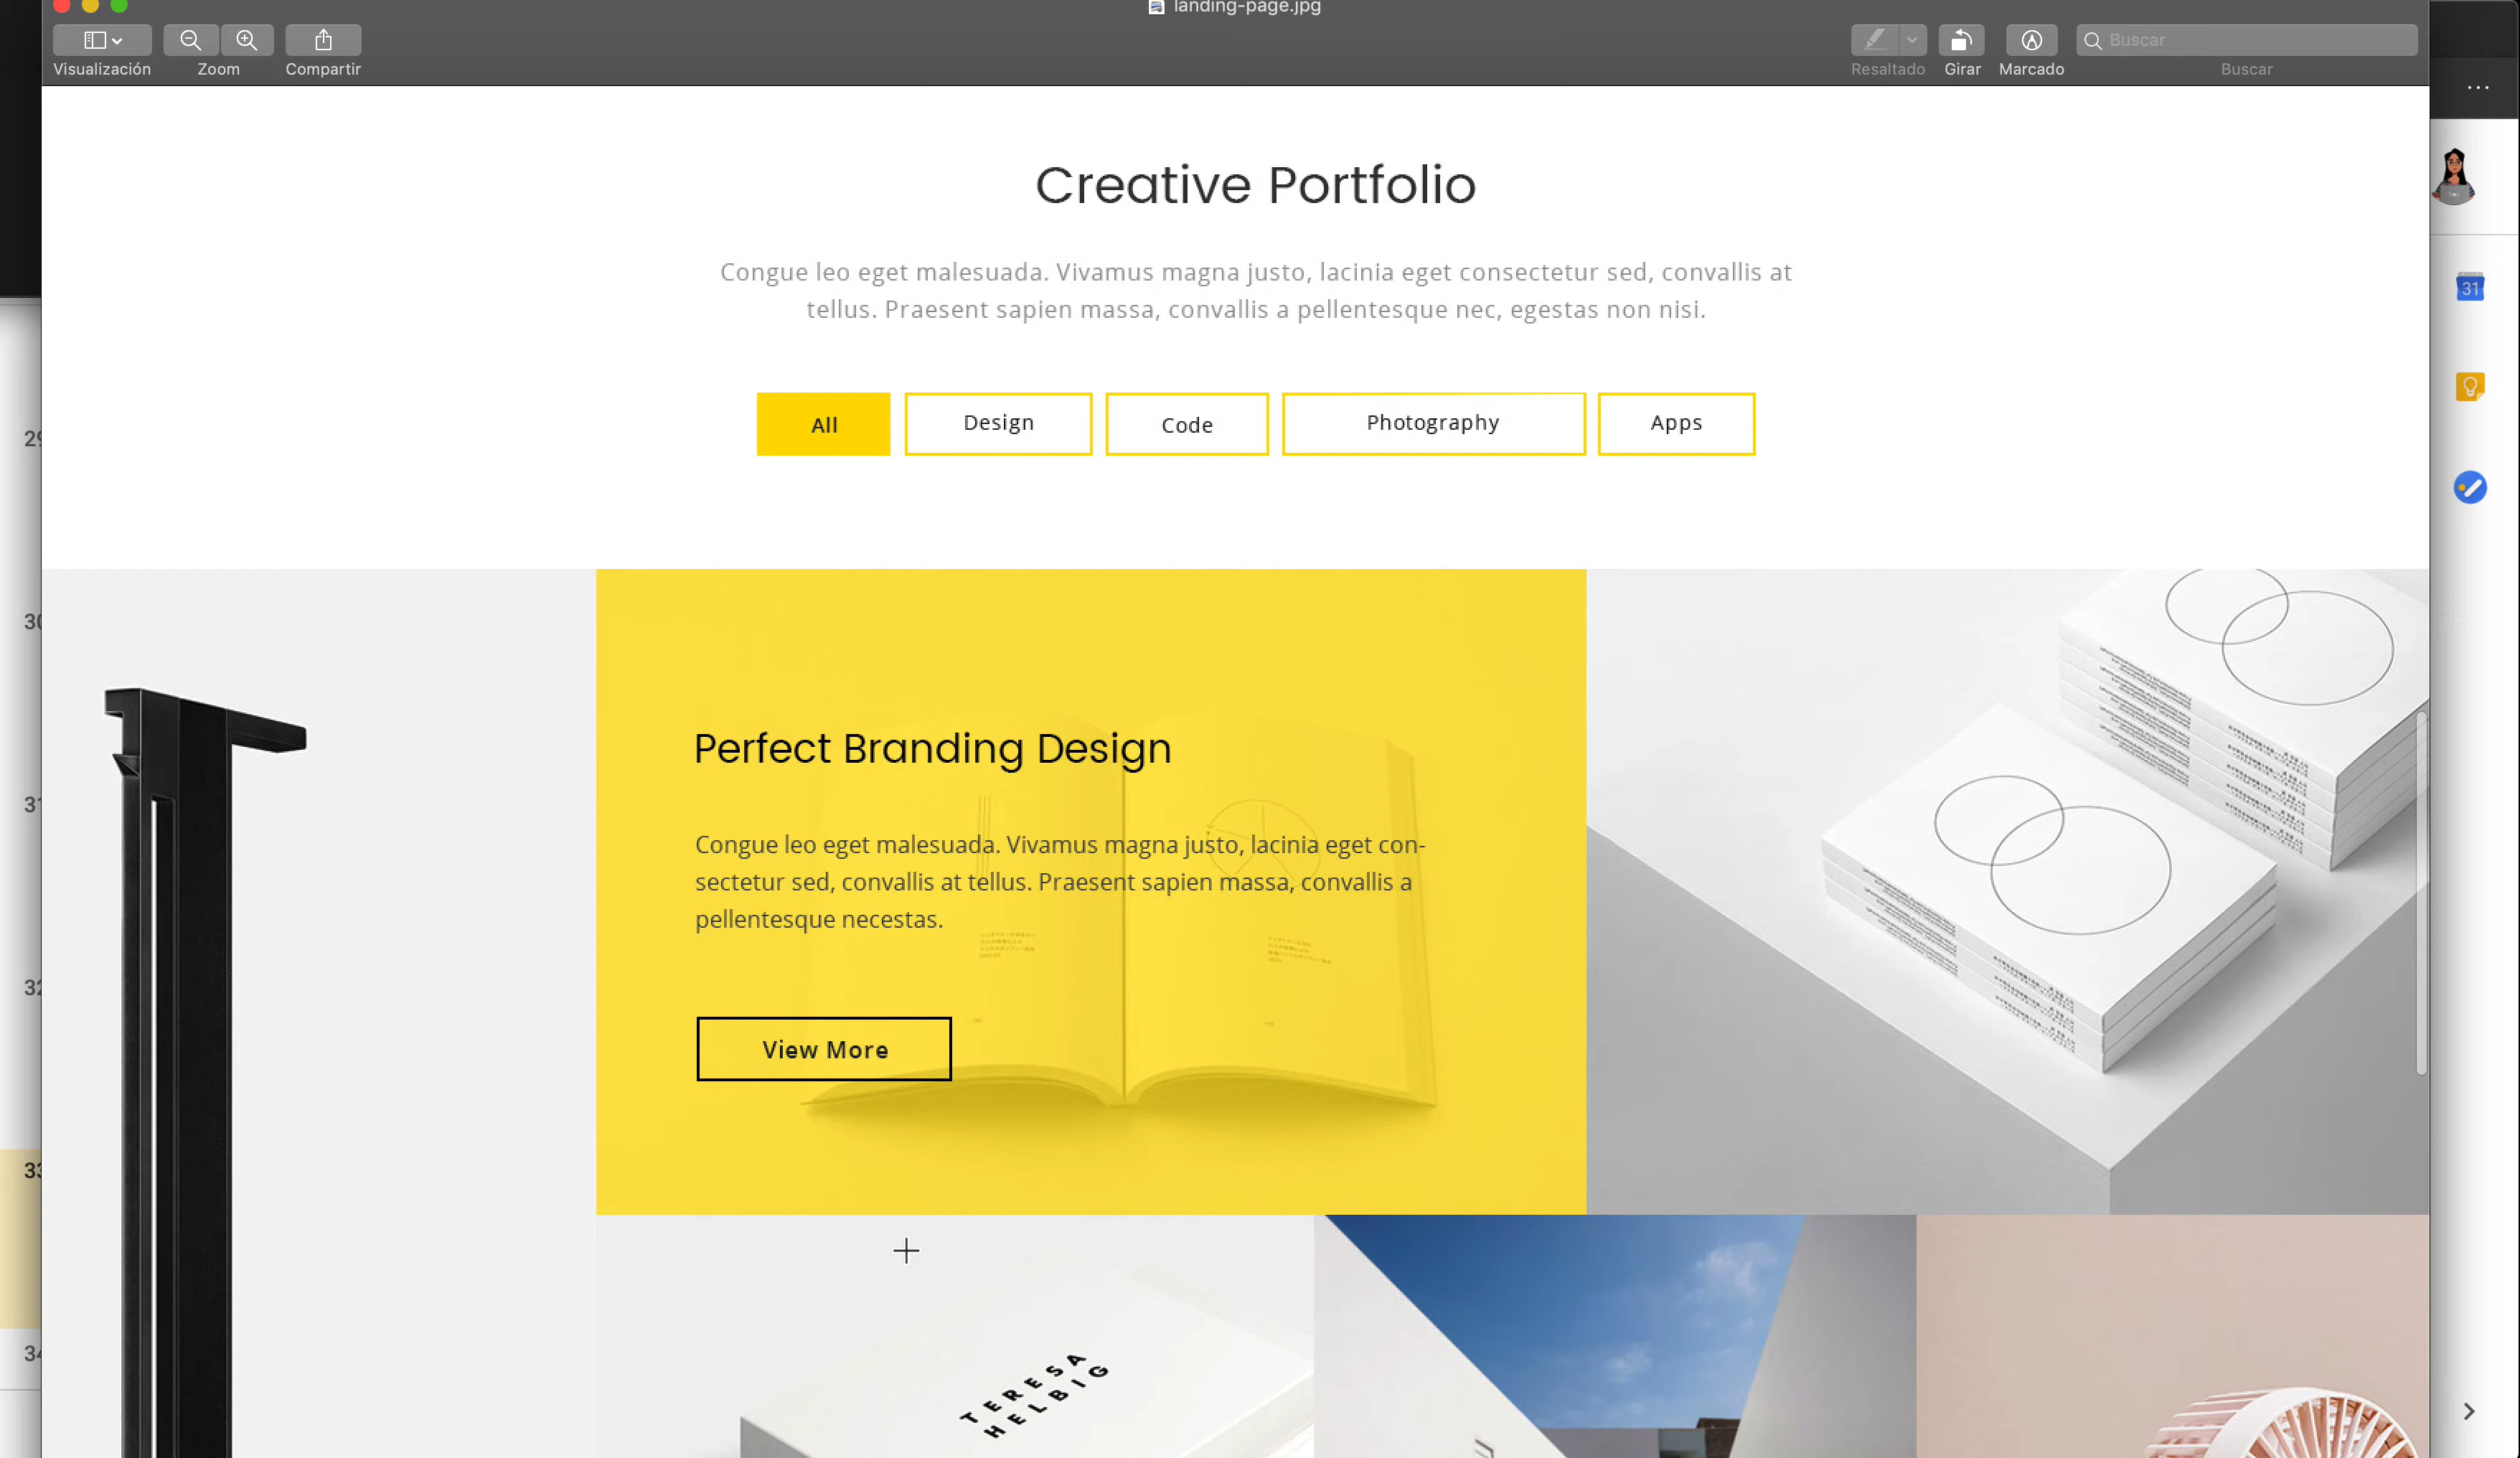 landing-page.jpg
Visualización
Zoom
Compartir
Resaltado
Girar
Marcado
Buscar
Buscar
Creative Portfolio
Congue leo eget malesuada. Vivamus magna justo, lacinia eget consectetur sed, convallis at
tellus. Praesent sapien massa, convallis a pellentesque nec, egestas non nisi.
All
Design
Code
Photography
Apps
Perfect Branding Design
Congue leo eget malesuada. Vivamus magna justo, lacinia eget con-
sectetur sed, convallis at tellus. Praesent sapien massa, convallis a
pellentesque necestas.
View More
TERESA
HELBIG
31